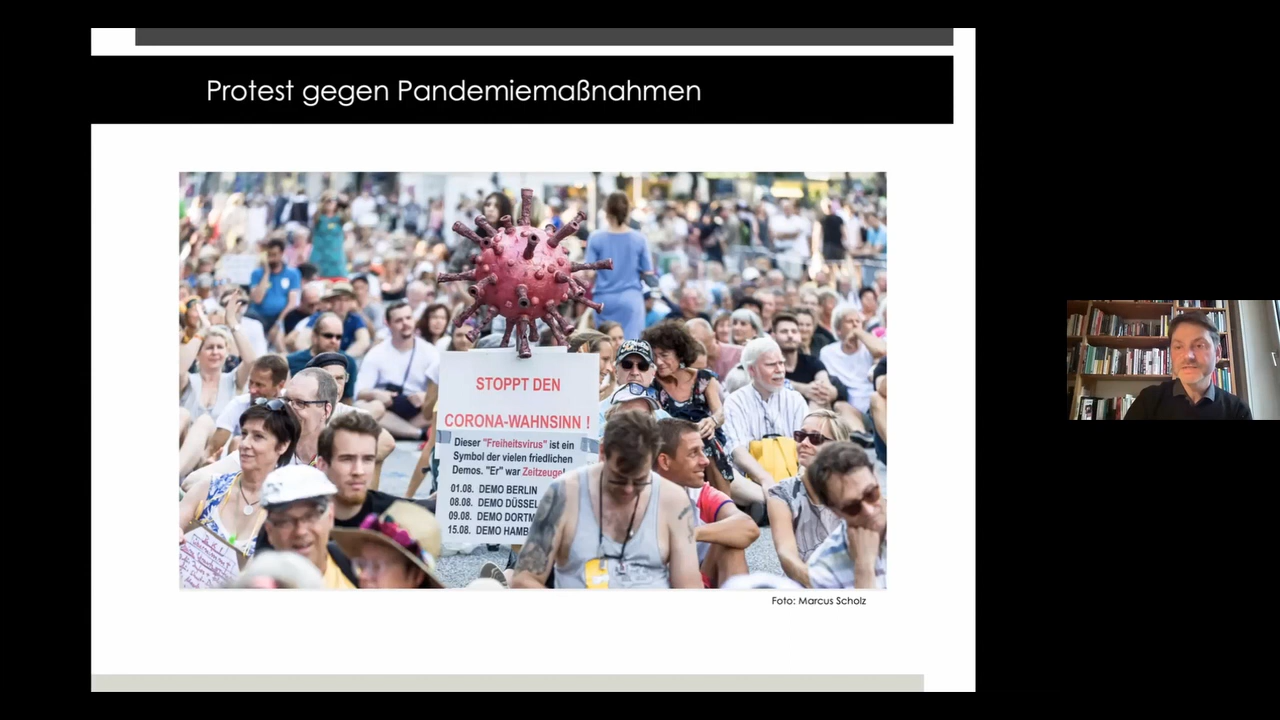 Protest gegen Pandemiemaßnahmen
STOPPT DEN
CORONA-WAHNSINN !
Dieser "Freiheitsvirus" ist ein
Symbol der vielen friedlichen
Demos. "Er" war Zeitzeuge!
01.08. DEMO BERLIN
08.08. DEMO DÜSSEL
09.08. DEMO DORTM
15.08. DEMO HAMB
Foto: Marcus Scholz